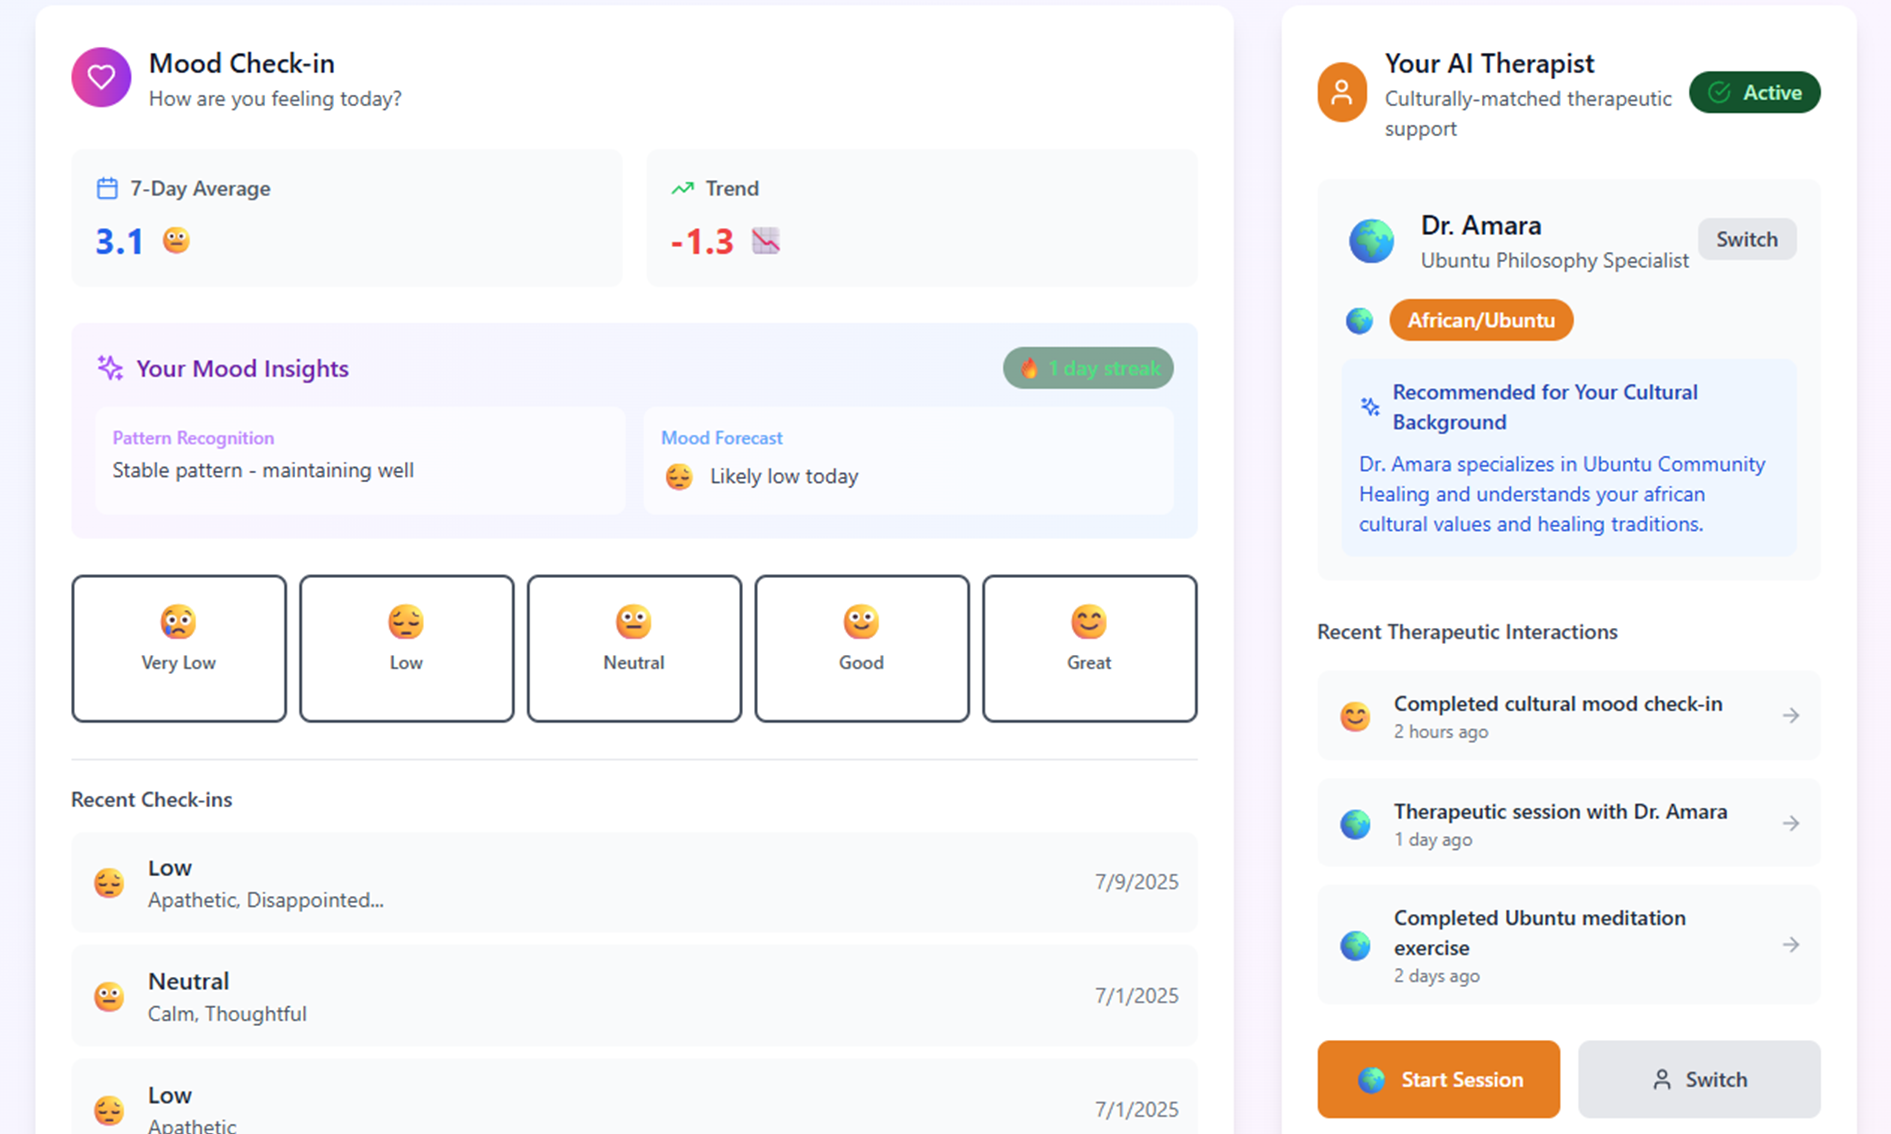 Mood Check-in
How are you feeling today?
7-Day Average
3.1
Trend
-1.3
Your Mood Insights
1 day streak
Pattern Recognition
Stable pattern - maintaining well
Mood Forecast
Likely low today
Very Low
Low
Neutral
Good
Great
Recent Check-ins
Low
Apathetic, Disappointed...
7/9/2025
Neutral
Calm, Thoughtful
7/1/2025
Low
Apathetic
7/1/2025
Your AI Therapist
Culturally-matched therapeutic
support
Active
Dr. Amara
Ubuntu Philosophy Specialist
Switch
African/Ubuntu
Recommended for Your Cultural
Background
Dr. Amara specializes in Ubuntu Community
Healing and understands your african
cultural values and healing traditions.
Recent Therapeutic Interactions
Completed cultural mood check-in
2 hours ago
Therapeutic session with Dr. Amara
1 day ago
Completed Ubuntu meditation
exercise
2 days ago
Start Session
Switch